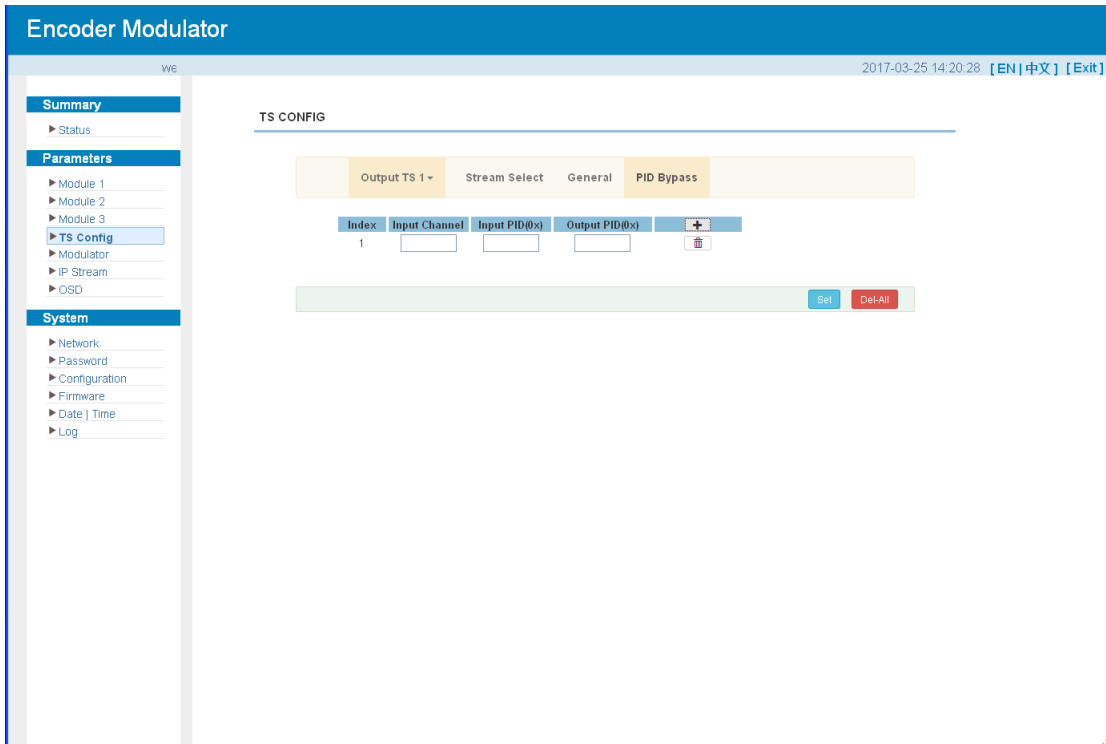 Encoder Modulator
we
2017-03-25 14:20:28 [ EN | 中文 ] [ Exit ]
Summary
Status
Parameters
Module 1
Module 2
Module 3
TS Config
Modulator
IP Stream
OSD
System
Network
Password
Configuration
Firmware
Date | Time
Log
TS CONFIG
Output TS 1 Stream Select General PID Bypass
Index Input Channel Input PID(0x) Output PID(0x) +
1
Set Del-All